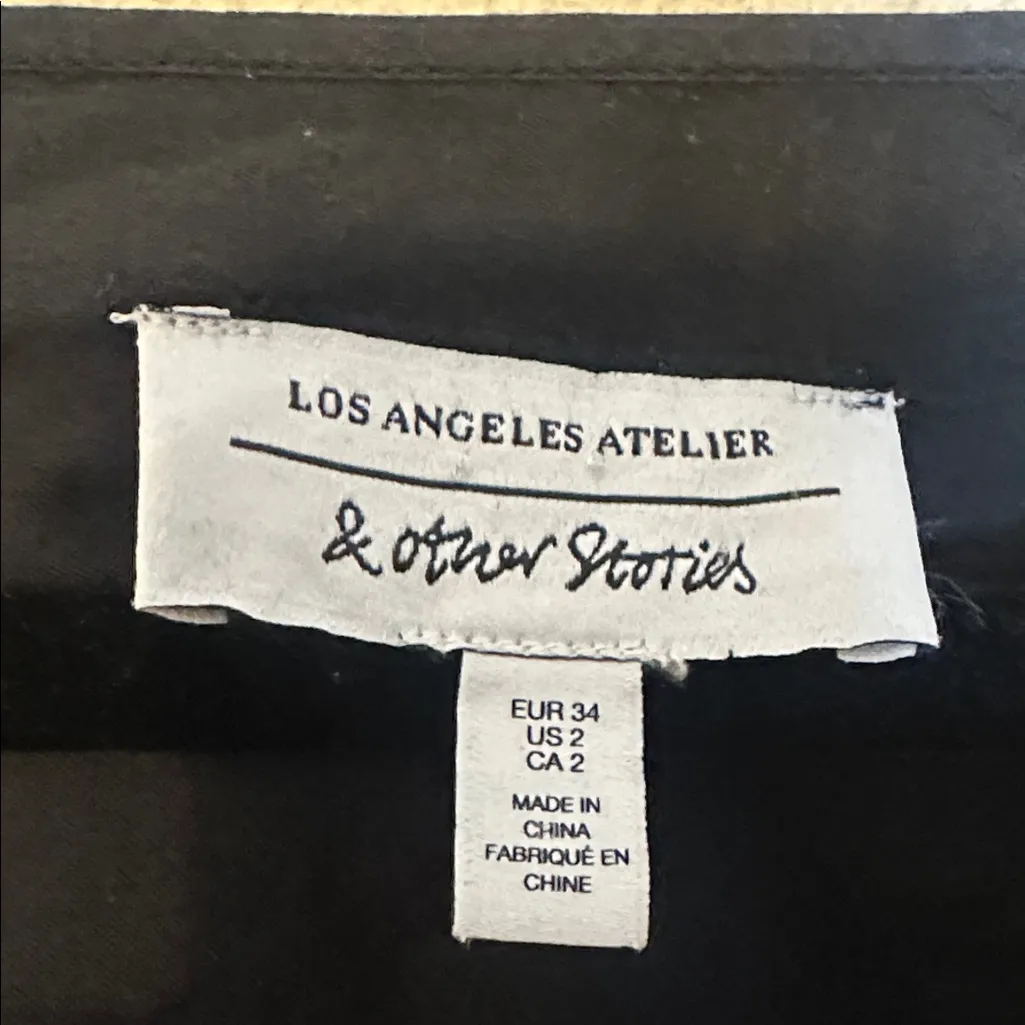 LOS ANGELES ATELIER
& other Stories
EUR 34
US 2
CA 2
MADE IN
CHINA
FABRIQUÉ EN
CHINE